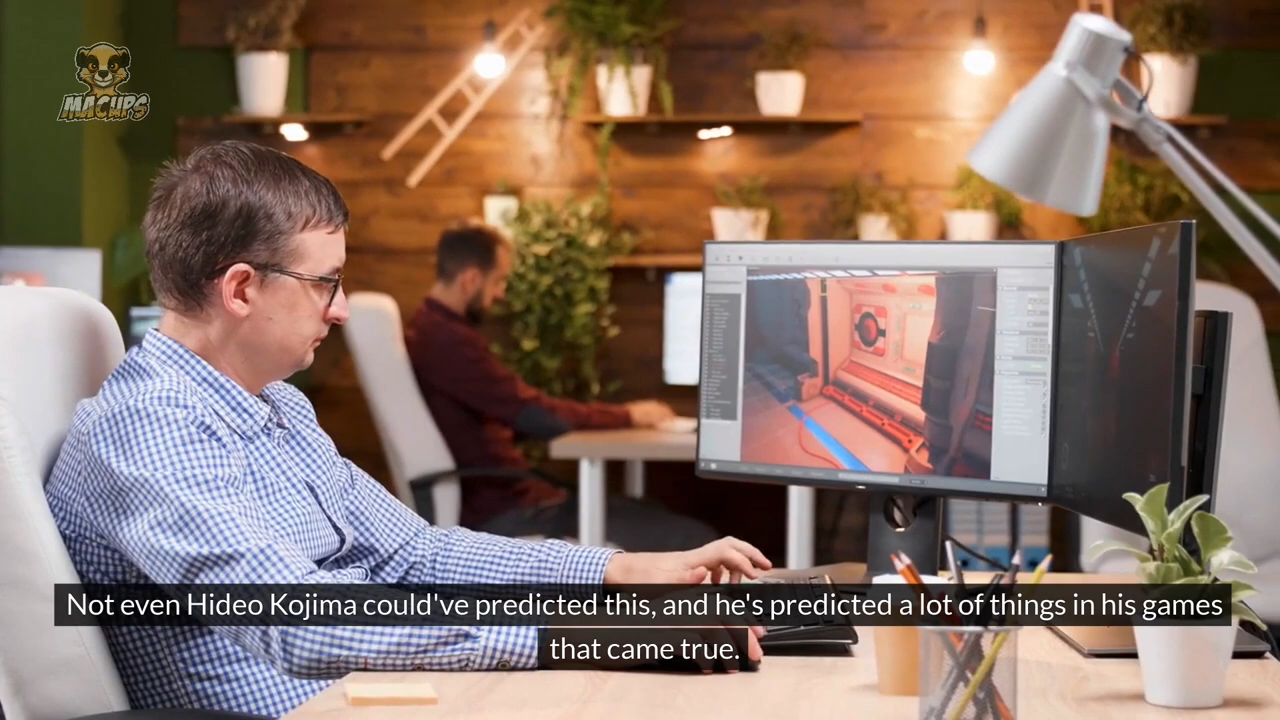 MACUPS
Not even Hideo Kojima could've predicted this, and he's predicted a lot of things in his games
that came true.